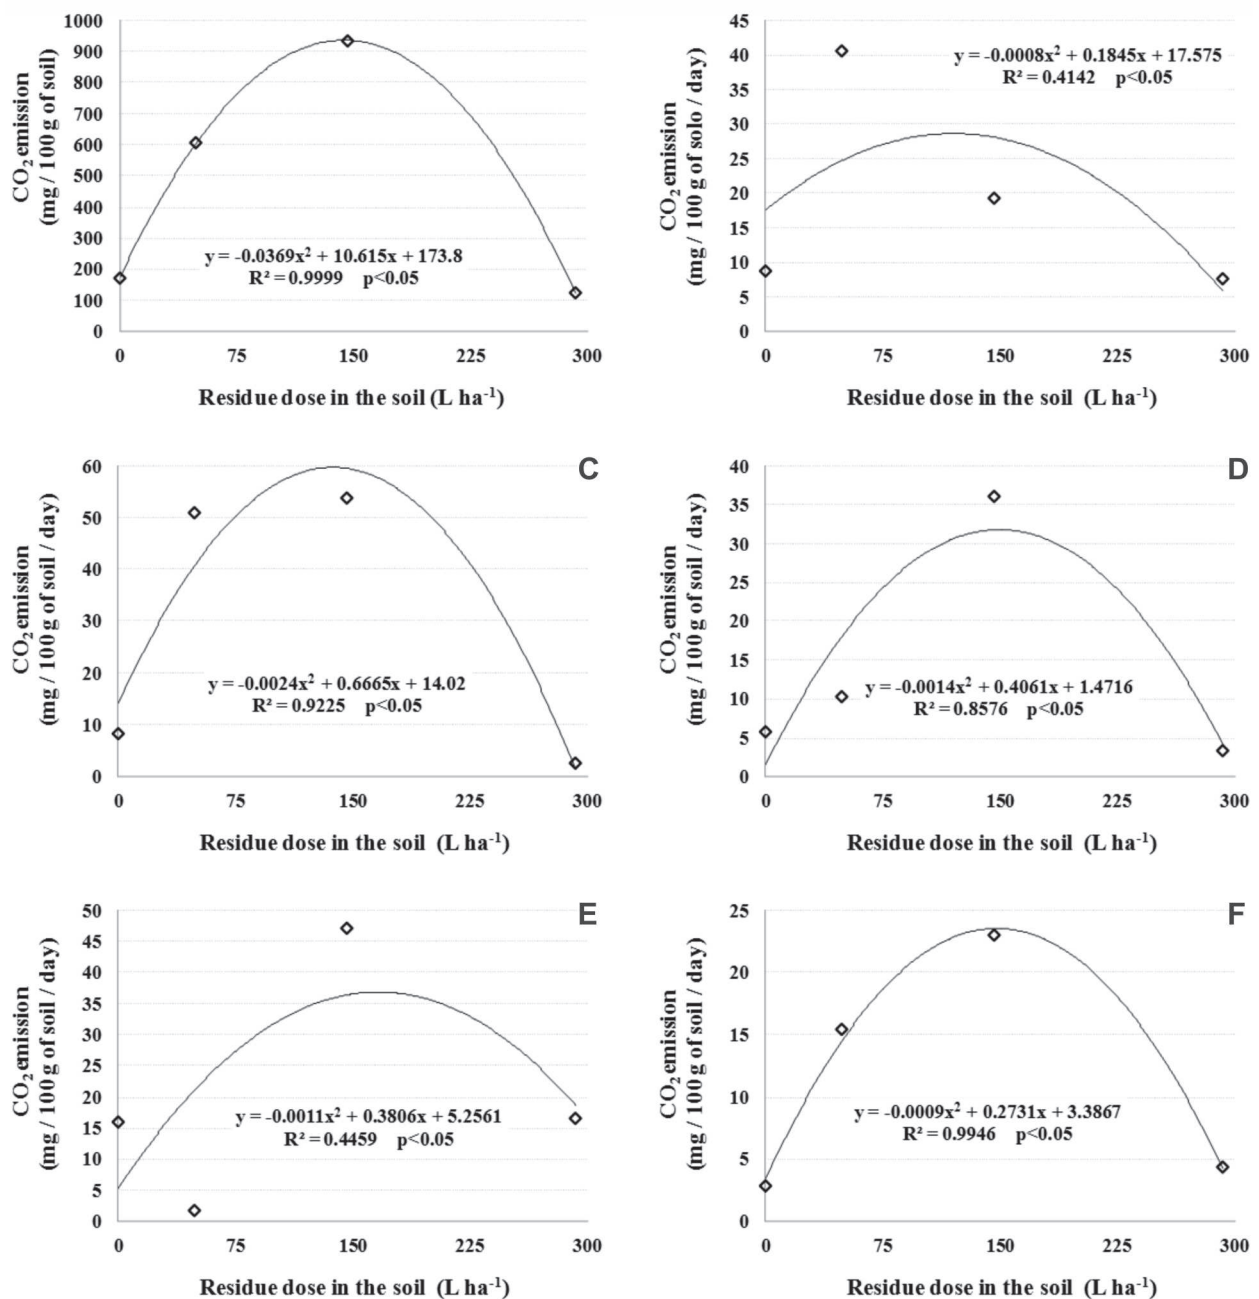 1000
900
800
700
600
500
400
300
200
100
0
CO₂ emission
(mg / 100 g of soil)
y = -0.0369x² + 10.615x + 173.8
R² = 0.9999 p<0.05
0 75 150 225 300
Residue dose in the soil (L ha⁻¹)
45
40
35
30
25
20
15
10
5
0
CO₂ emission
(mg / 100 g of solo / day)
y = -0.0008x² + 0.1845x + 17.575
R² = 0.4142 p<0.05
0 75 150 225 300
Residue dose in the soil (L ha⁻¹)
C
60
50
40
30
20
10
0
CO₂ emission
(mg / 100 g of soil / day)
y = -0.0024x² + 0.6665x + 14.02
R² = 0.9225 p<0.05
0 75 150 225 300
Residue dose in the soil (L ha⁻¹)
D
40
35
30
25
20
15
10
5
0
CO₂ emission
(mg / 100 g of soil / day)
y = -0.0014x² + 0.4061x + 1.4716
R² = 0.8576 p<0.05
0 75 150 225 300
Residue dose in the soil (L ha⁻¹)
E
50
45
40
35
30
25
20
15
10
5
0
CO₂ emission
(mg / 100 g of soil / day)
y = -0.0011x² + 0.3806x + 5.2561
R² = 0.4459 p<0.05
0 75 150 225 300
Residue dose in the soil (L ha⁻¹)
F
25
20
15
10
5
0
CO₂ emission
(mg / 100 g of soil / day)
y = -0.0009x² + 0.2731x + 3.3867
R² = 0.9946 p<0.05
0 75 150 225 300
Residue dose in the soil (L ha⁻¹)